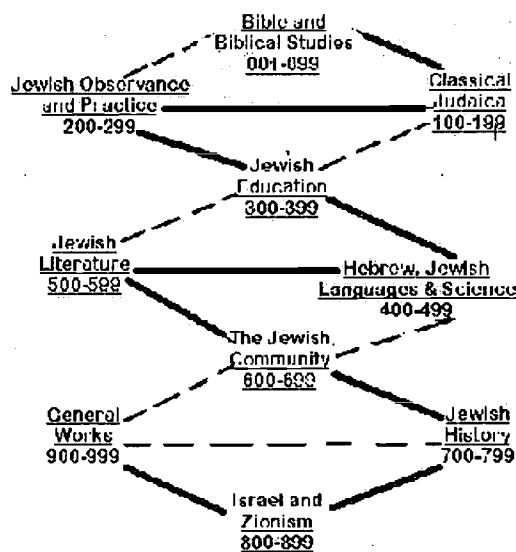 Bible and
Biblical Studies
001-099
Jewish Observance
and Practice
200-299
Classical
Judaica
100-199
Jewish
Education
300-399
Jewish
Literature
500-599
Hebrew, Jewish
Languages & Science
400-499
The Jewish
Community
600-699
General
Works
900-999
Jewish
History
700-799
Israel and
Zionism
800-899